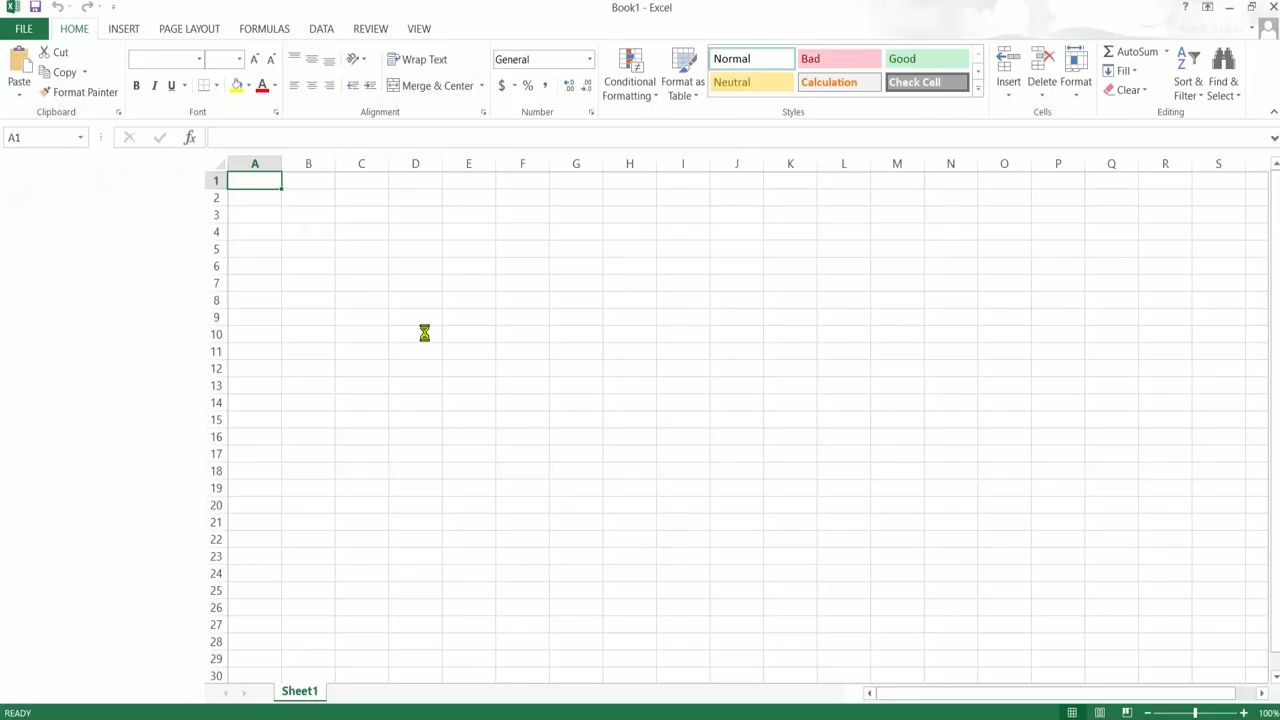 Book1 - Excel
FILE HOME INSERT PAGE LAYOUT FORMULAS DATA REVIEW VIEW
Paste
Cut
Copy
Format Painter
Clipboard
B I U
A
Font
Wrap Text
Merge & Center
Alignment
General
$ % ,
Number
Conditional Formatting
Format as Table
Normal Bad Good
Neutral Calculation Check Cell
Styles
Insert Delete Format
Cells
AutoSum
Fill
Clear
Sort & Filter
Find & Select
Editing
A1 fx
A B C D E F G H I J K L M N O P Q R S
1
2
3
4
5
6
7
8
9
10
11
12
13
14
15
16
17
18
19
20
21
22
23
24
25
26
27
28
29
30
Sheet1
READY 100%